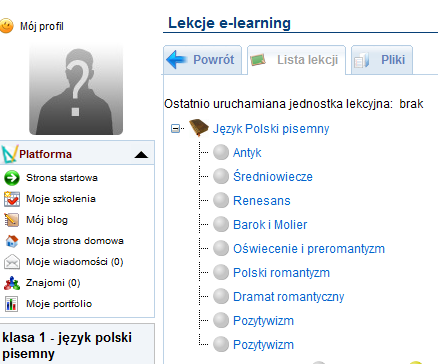 Mój profil
Platforma
Strona startowa
Moje szkolenia
Mój blog
Moja strona domowa
Moje wiadomości (0)
Znajomi (0)
Moje portfolio
klasa 1 - język polski
pisemny
Lekcje e-learning
Powrót
Lista lekcji
Pliki
Ostatnio uruchamiana jednostka lekcyjna: brak
Język Polski pisemny
Antyk
Średniowiecze
Renesans
Barok i Molier
Oświecenie i preromantyzm
Polski romantyzm
Dramat romantyczny
Pozytywizm
Pozytywizm